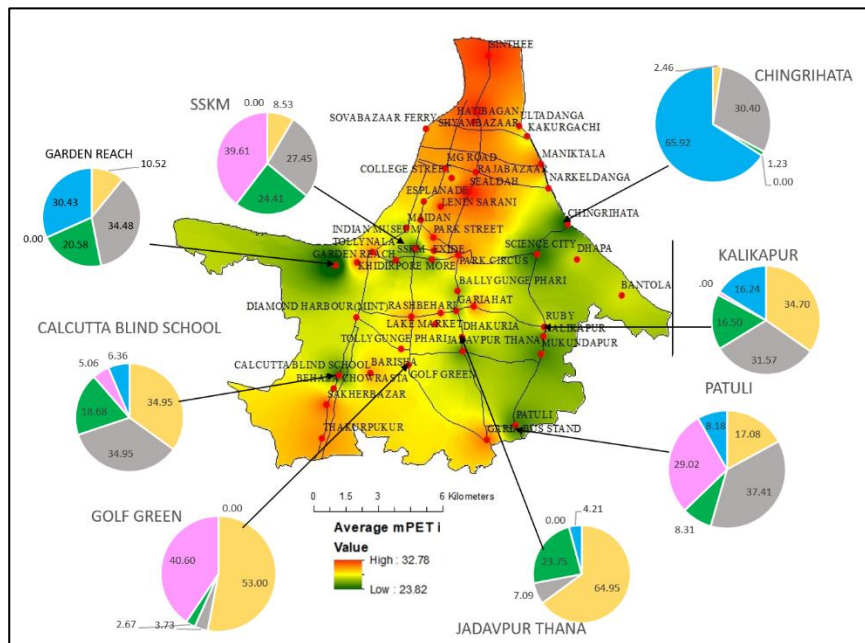 SINTHEE
HATIBAGAN
ULTADANGA
SHYAMBAZAAR
SOVABAZAAR FERRY
KAKURGACHI
MG ROAD
MANIKTALA
COLLEGE STREET
RAJABAZAAR
SEALDAH
NARKELDANGA
ESPLANADE
LENIN SARANI
MAIDAN
CHINGRIHATA
INDIAN MUSEUM
PARK STREET
TOLLYNALA
SSKM
EXIDE
SCIENCE CITY
DHAPA
GARDEN REACH
KHIDIRPORE MORE
PARK CIRCUS
BALLYGUNGE PHARI
BANTOLA
DIAMOND HARBOUR(MINT)
RASHBEHARI
GARIAHAT
LAKE MARKET
DHAKURIA
RUBY
KALIKAPUR
TOLLYGUNGE PHARI
JADAVPUR THANA
MUKUNDAPUR
CALCUTTA BLIND SCHOOL
BARISHA
GOLF GREEN
BEHALA CHOWRASTA
SAKHERBAZAR
PATULI
THAKURPUKUR
GARIA BUS STAND
SSKM
0.00
8.53
27.45
24.41
39.61
GARDEN REACH
10.52
34.48
20.58
0.00
30.43
CALCUTTA BLIND SCHOOL
5.06
6.36
34.95
18.68
34.95
GOLF GREEN
0.00
40.60
53.00
2.67
3.73
CHINGRIHATA
2.46
30.40
65.92
1.23
0.00
KALIKAPUR
.00
16.24
34.70
16.50
31.57
PATULI
8.18
17.08
29.02
37.41
8.31
0.00
4.21
23.75
64.95
7.09
JADAVPUR THANA
0 1.5 3 6 Kilometers
Average mPET i
Value
High : 32.78
Low : 23.82